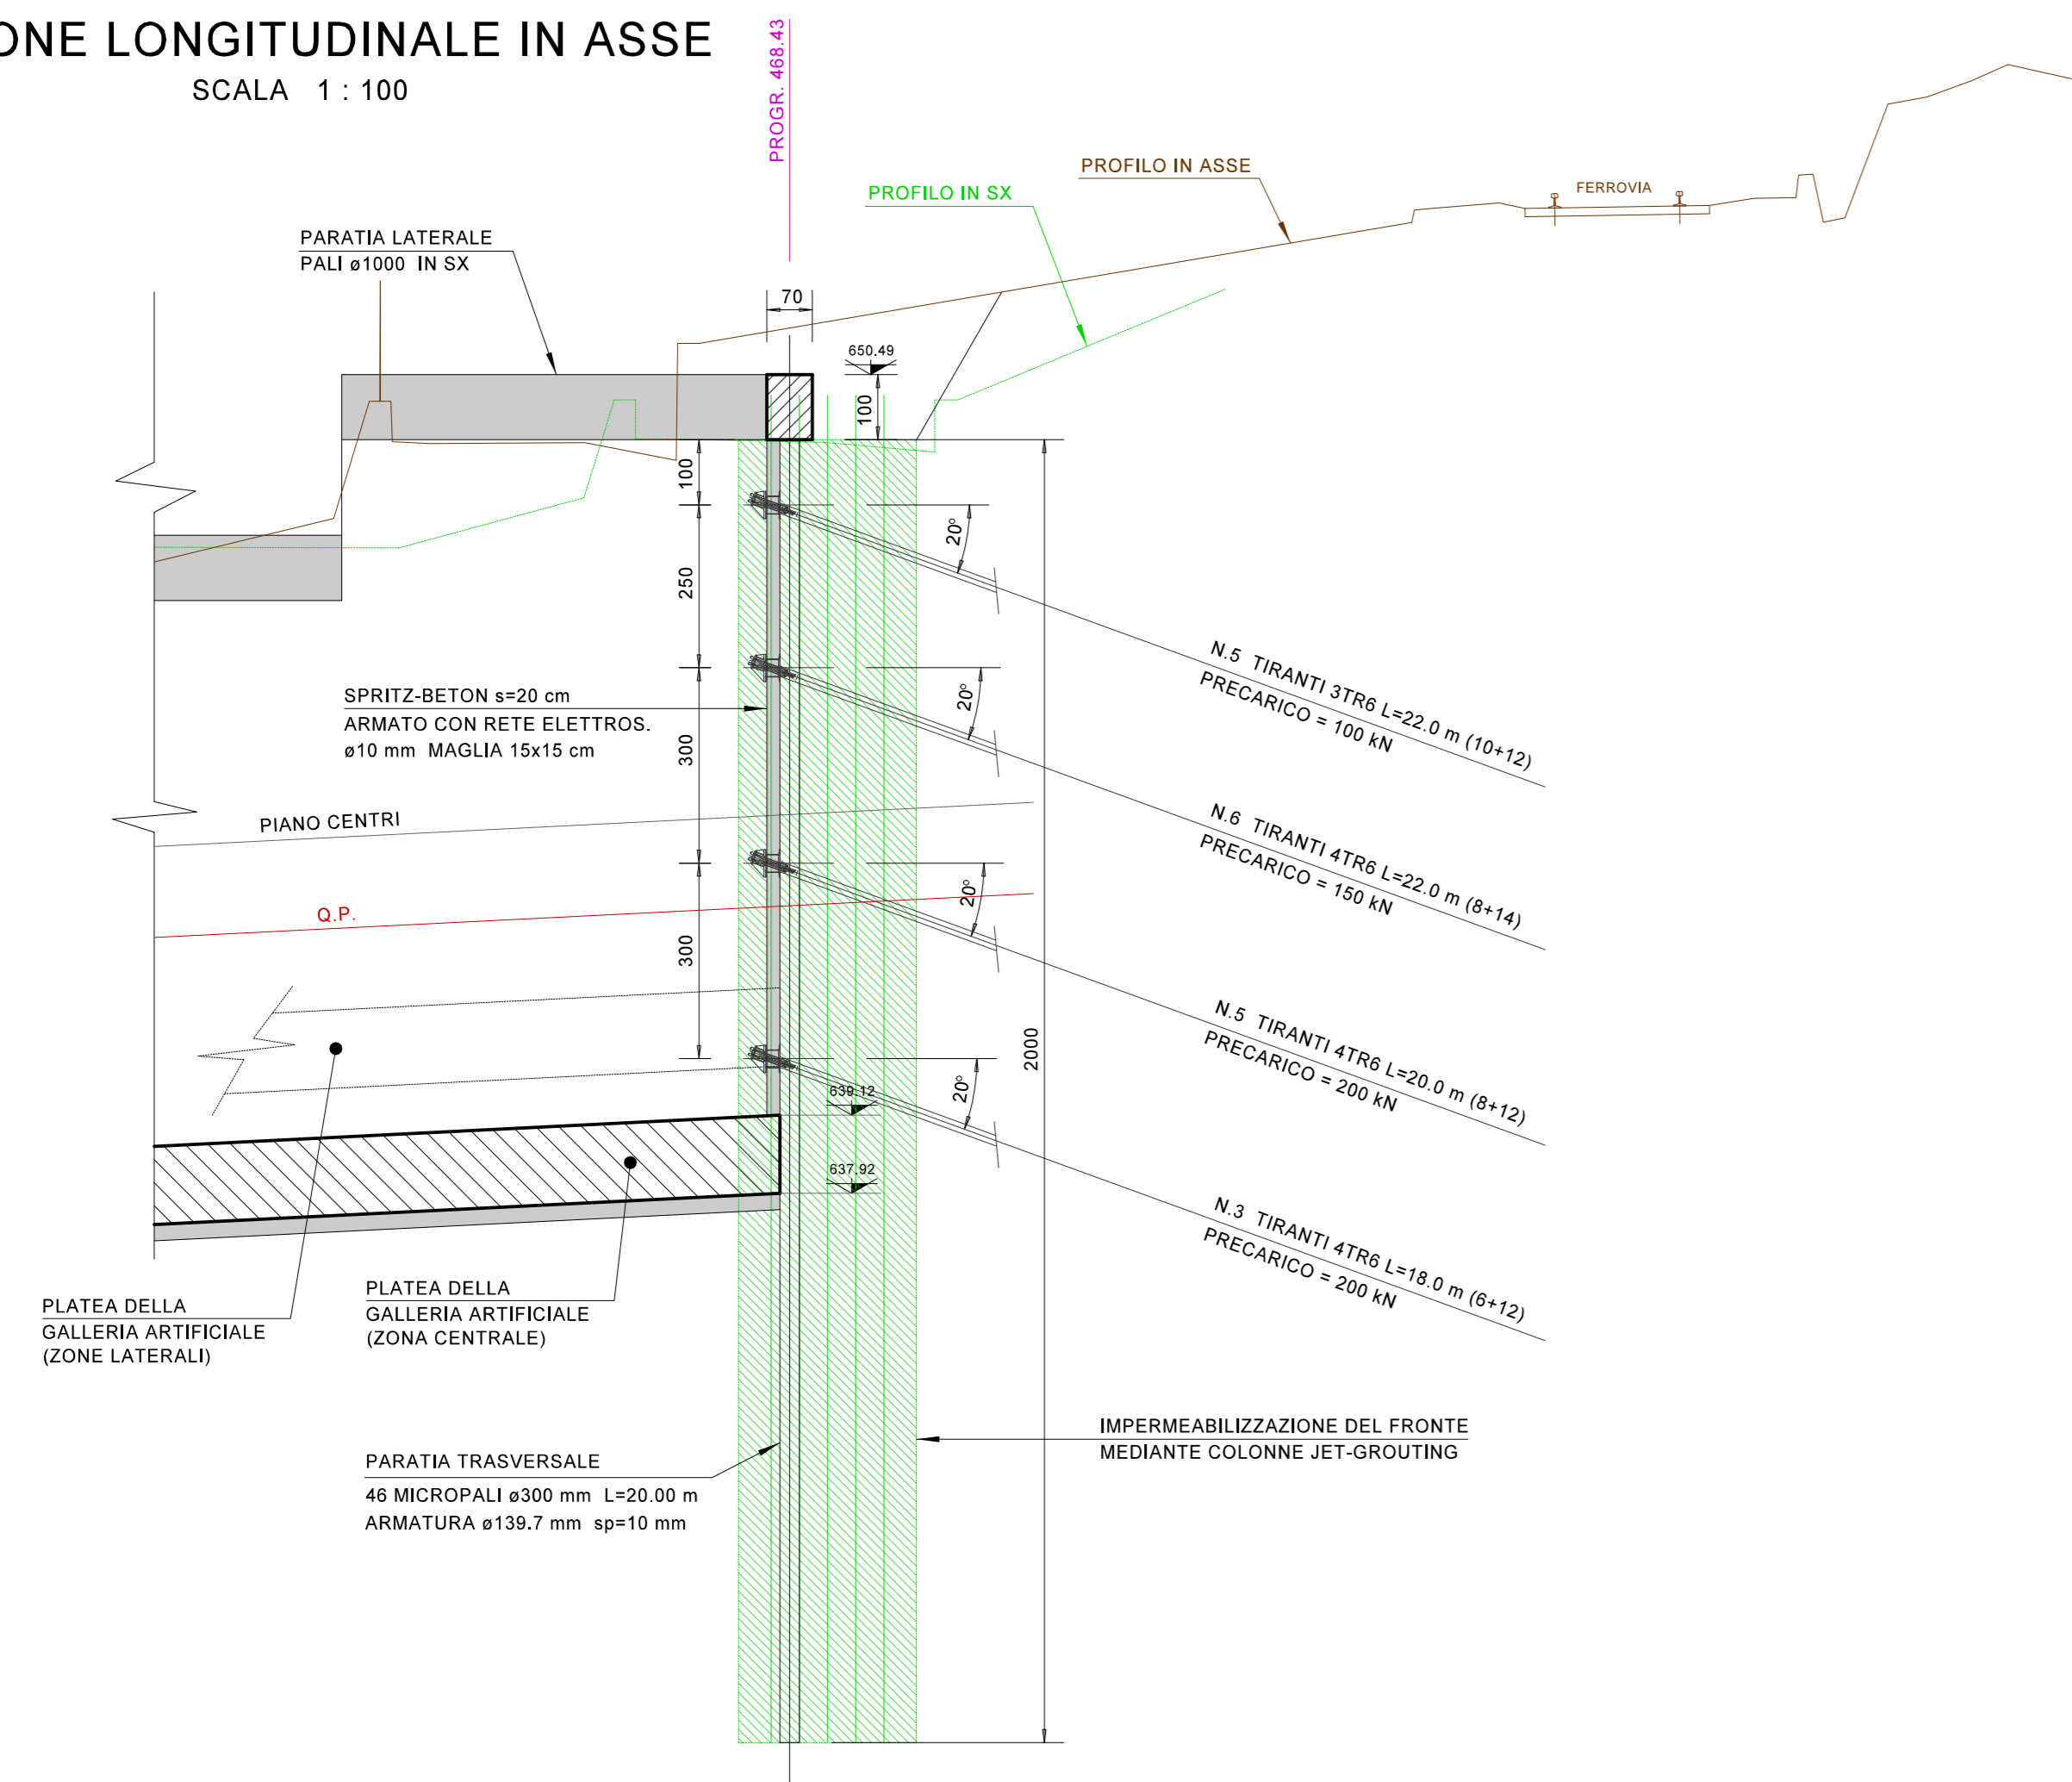 ONE LONGITUDINALE IN ASSE
SCALA 1 : 100
PROGR. 468.43
PROFILO IN ASSE
PROFILO IN SX
FERROVIA
PARATIA LATERALE
PALI ø1000 IN SX
70
650.49
100
100
20°
250
N.5 TIRANTI 3TR6 L=22.0 m (10+12)
PRECARICO = 100 kN
SPRITZ-BETON s=20 cm
ARMATO CON RETE ELETTROS.
ø10 mm MAGLIA 15x15 cm
20°
300
PIANO CENTRI
N.6 TIRANTI 4TR6 L=22.0 m (8+14)
PRECARICO = 150 kN
20°
Q.P.
300
N.5 TIRANTI 4TR6 L=20.0 m (8+12)
PRECARICO = 200 kN
2000
639.12
20°
637.92
N.3 TIRANTI 4TR6 L=18.0 m (6+12)
PRECARICO = 200 kN
PLATEA DELLA
GALLERIA ARTIFICIALE
(ZONE LATERALI)
PLATEA DELLA
GALLERIA ARTIFICIALE
(ZONA CENTRALE)
IMPERMEABILIZZAZIONE DEL FRONTE
MEDIANTE COLONNE JET-GROUTING
PARATIA TRASVERSALE
46 MICROPALI ø300 mm L=20.00 m
ARMATURA ø139.7 mm sp=10 mm